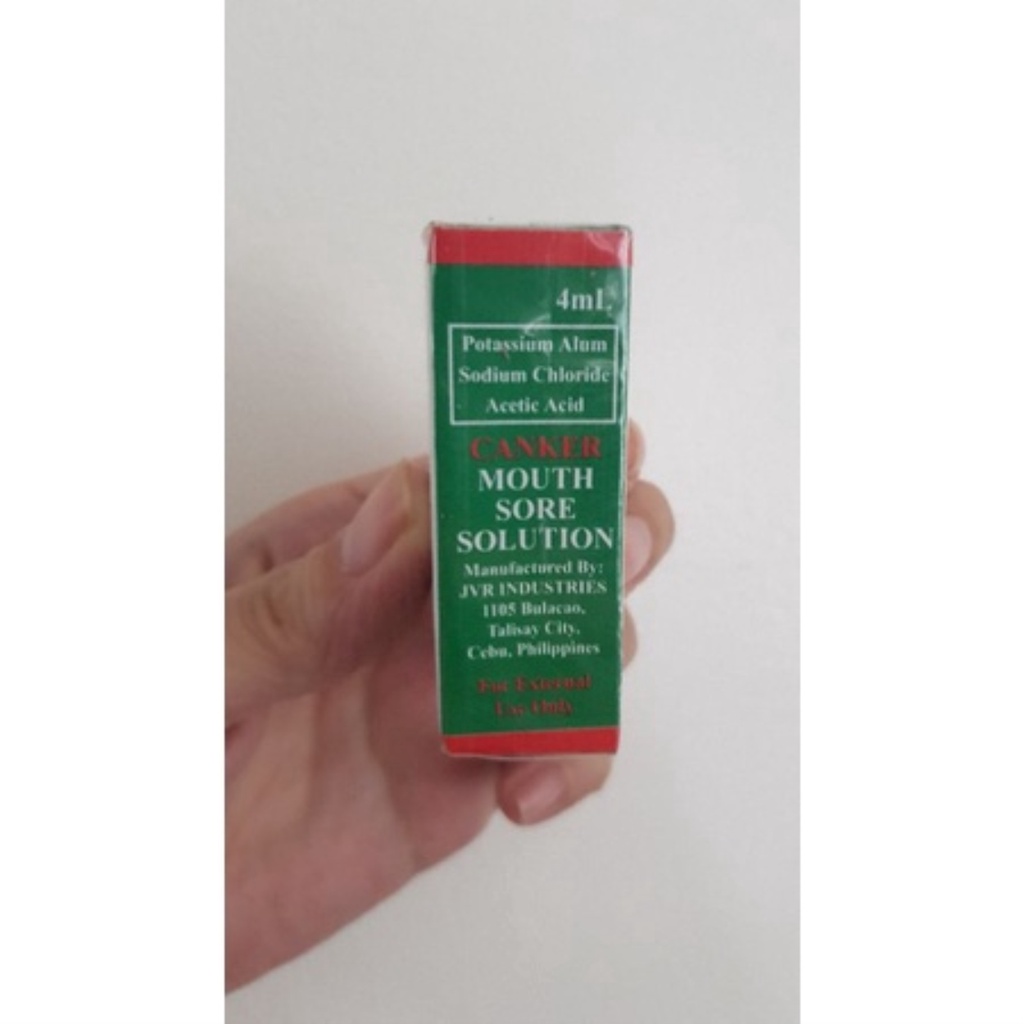 4mL
Potassium Alum
Sodium Chloride
Acetic Acid
CANKER
MOUTH
SORE
SOLUTION
Manufactured By:
JVR INDUSTRIES
1105 Bulacao,
Talisay City,
Cebu, Philippines
For External
Use Only